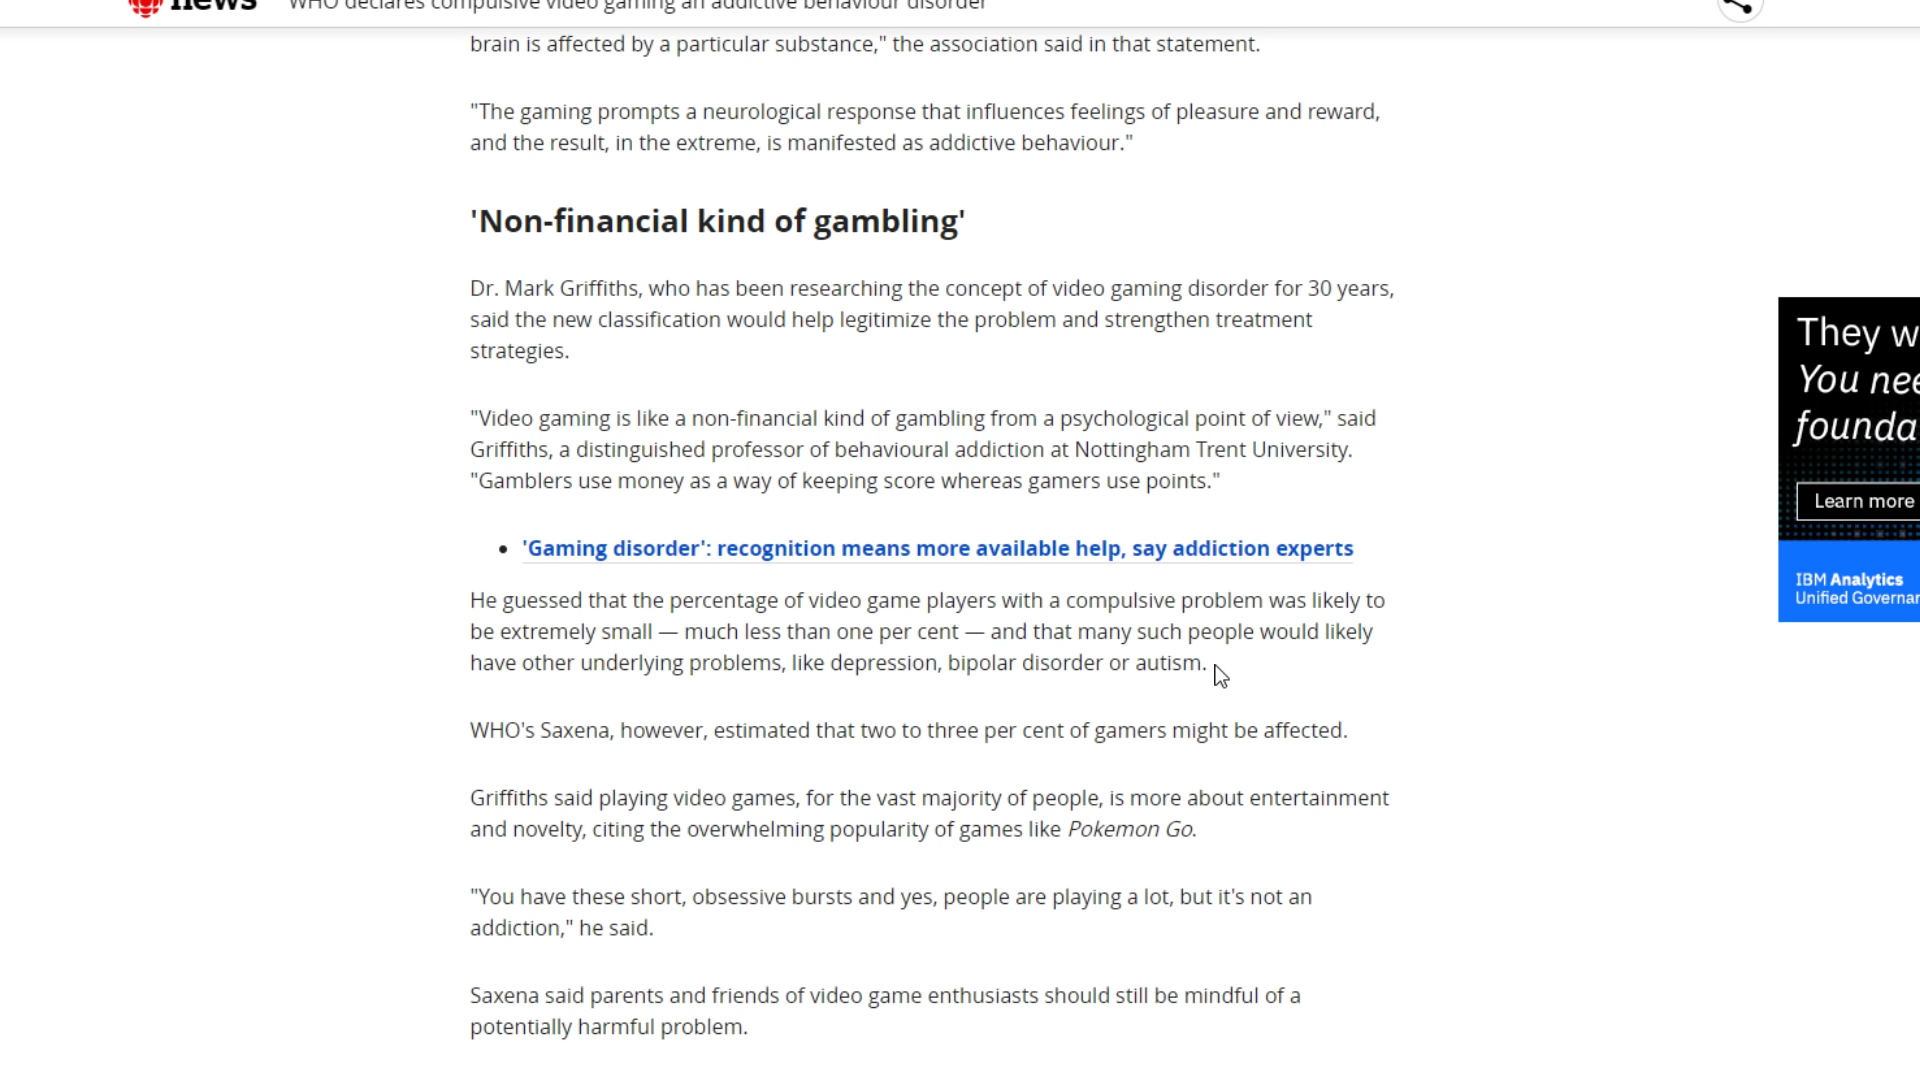 news WHO declares compulsive video gaming an addictive behaviour disorder
brain is affected by a particular substance," the association said in that statement.
"The gaming prompts a neurological response that influences feelings of pleasure and reward,
and the result, in the extreme, is manifested as addictive behaviour."
'Non-financial kind of gambling'
Dr. Mark Griffiths, who has been researching the concept of video gaming disorder for 30 years,
said the new classification would help legitimize the problem and strengthen treatment
strategies.
"Video gaming is like a non-financial kind of gambling from a psychological point of view," said
Griffiths, a distinguished professor of behavioural addiction at Nottingham Trent University.
"Gamblers use money as a way of keeping score whereas gamers use points."
• 'Gaming disorder': recognition means more available help, say addiction experts
He guessed that the percentage of video game players with a compulsive problem was likely to
be extremely small — much less than one per cent — and that many such people would likely
have other underlying problems, like depression, bipolar disorder or autism.
WHO's Saxena, however, estimated that two to three per cent of gamers might be affected.
Griffiths said playing video games, for the vast majority of people, is more about entertainment
and novelty, citing the overwhelming popularity of games like Pokemon Go.
"You have these short, obsessive bursts and yes, people are playing a lot, but it's not an
addiction," he said.
Saxena said parents and friends of video game enthusiasts should still be mindful of a
potentially harmful problem.
They w
You nee
founda
Learn more
IBM Analytics
Unified Governan